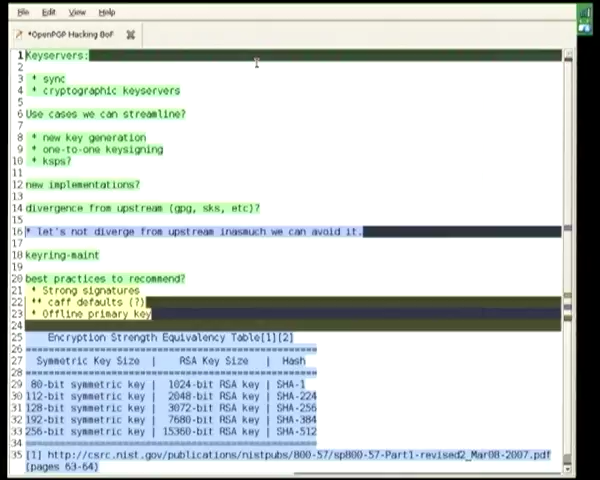 File Edit View Help
*OpenPGP Hacking BoF
1 Keyservers:
2
3 * sync
4 * cryptographic keyservers
5
6 Use cases we can streamline?
7
8 * new key generation
9 * one-to-one keysigning
10 * ksps?
11
12 new implementations?
13
14 divergence from upstream (gpg, sks, etc)?
15
16 * let's not diverge from upstream inasmuch we can avoid it.
17
18 keyring-maint
19
20 best practices to recommend?
21 * Strong signatures
22 ** caff defaults (?)
23 * Offline primary key
24
25 Encryption Strength Equivalency Table[1][2]
26 ==========================================
27 Symmetric Key Size | RSA Key Size | Hash
28 ==========================================
29 80-bit symmetric key | 1024-bit RSA key | SHA-1
30 112-bit symmetric key | 2048-bit RSA key | SHA-224
31 128-bit symmetric key | 3072-bit RSA key | SHA-256
32 192-bit symmetric key | 7680-bit RSA key | SHA-384
33 256-bit symmetric key | 15360-bit RSA key | SHA-512
34 ==========================================
35 [1] http://csrc.nist.gov/publications/nistpubs/800-57/sp800-57-Part1-revised2_Mar08-2007.pdf
(pages 63-64)